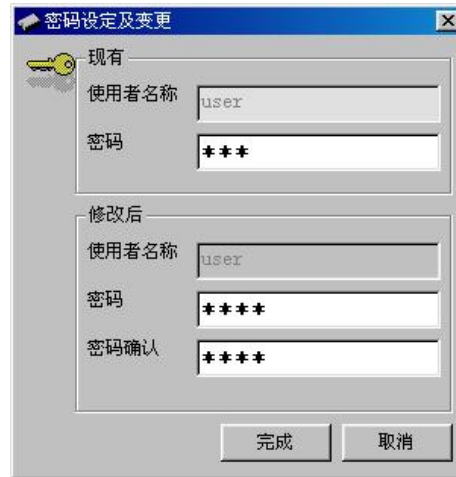 密码设定及变更
现有
使用者名称 user
密码 ***
修改后
使用者名称 user
密码 ****
密码确认 ****
完成 取消